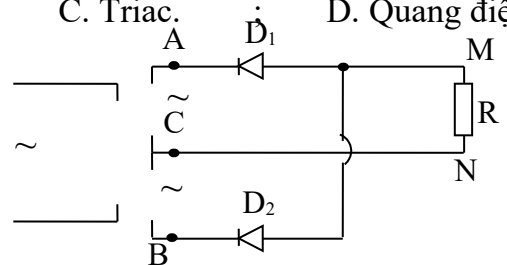 C. Triac. ; D. Quang điệ
A D₁ M
~
C R
~
~ N
D₂
B